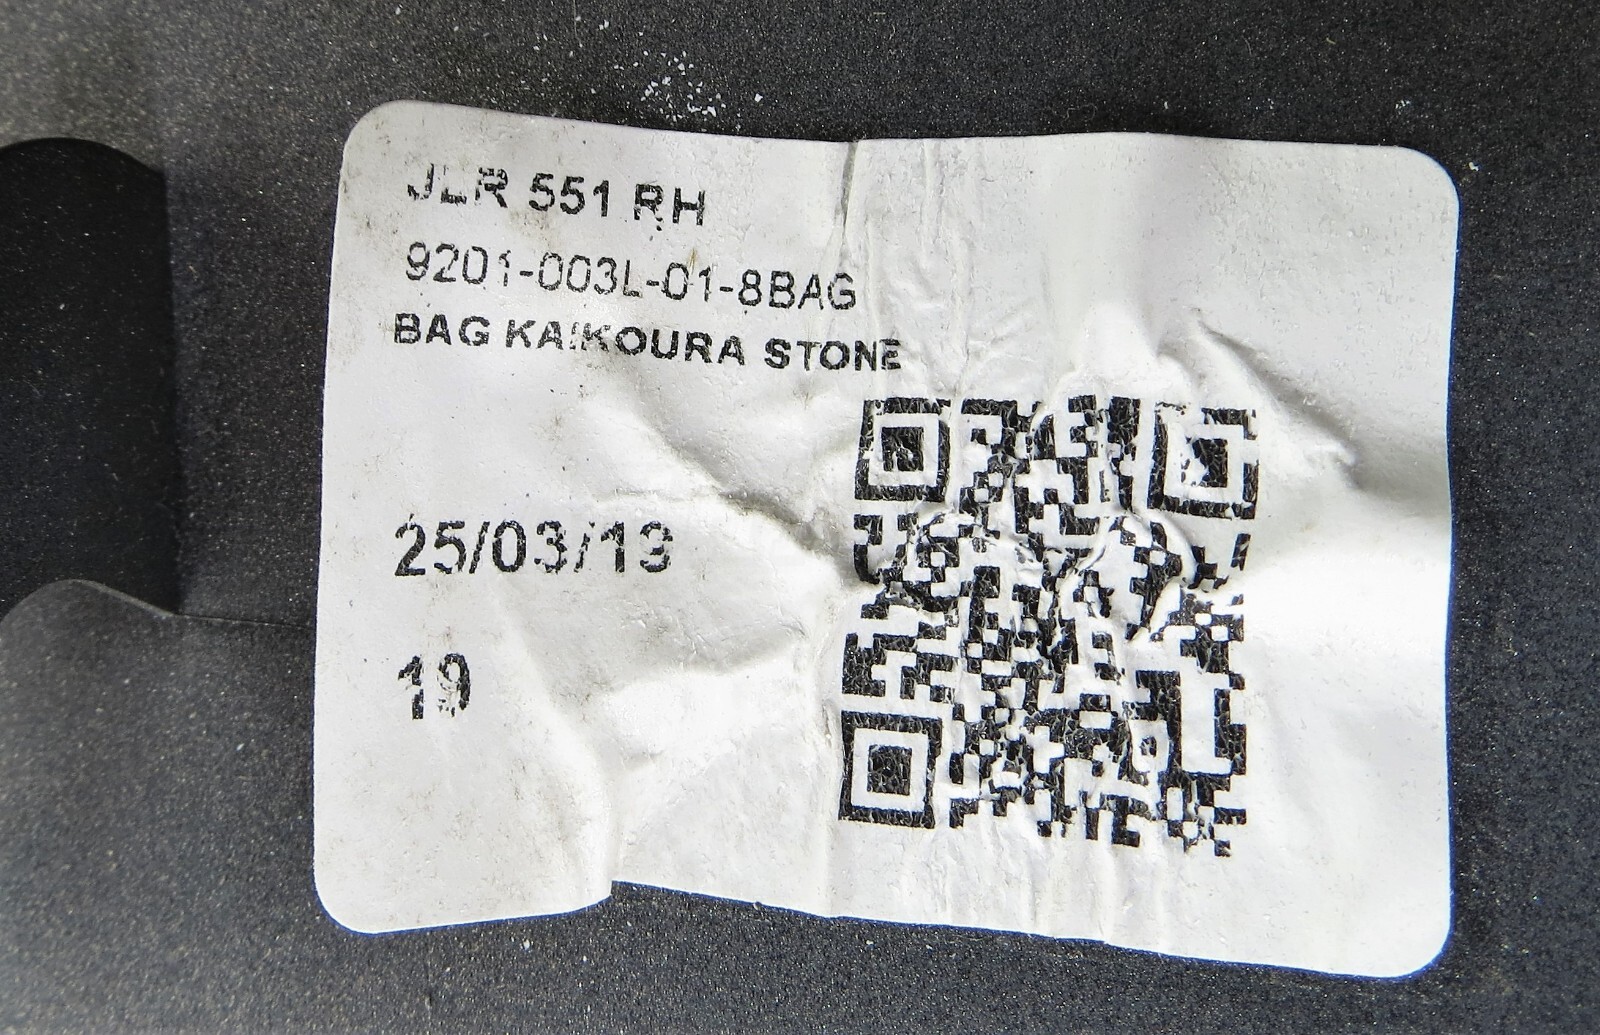 JLR 551 RH
9201-003L-01-8BAG
BAG KAIKOURA STONE
25/03/19
19